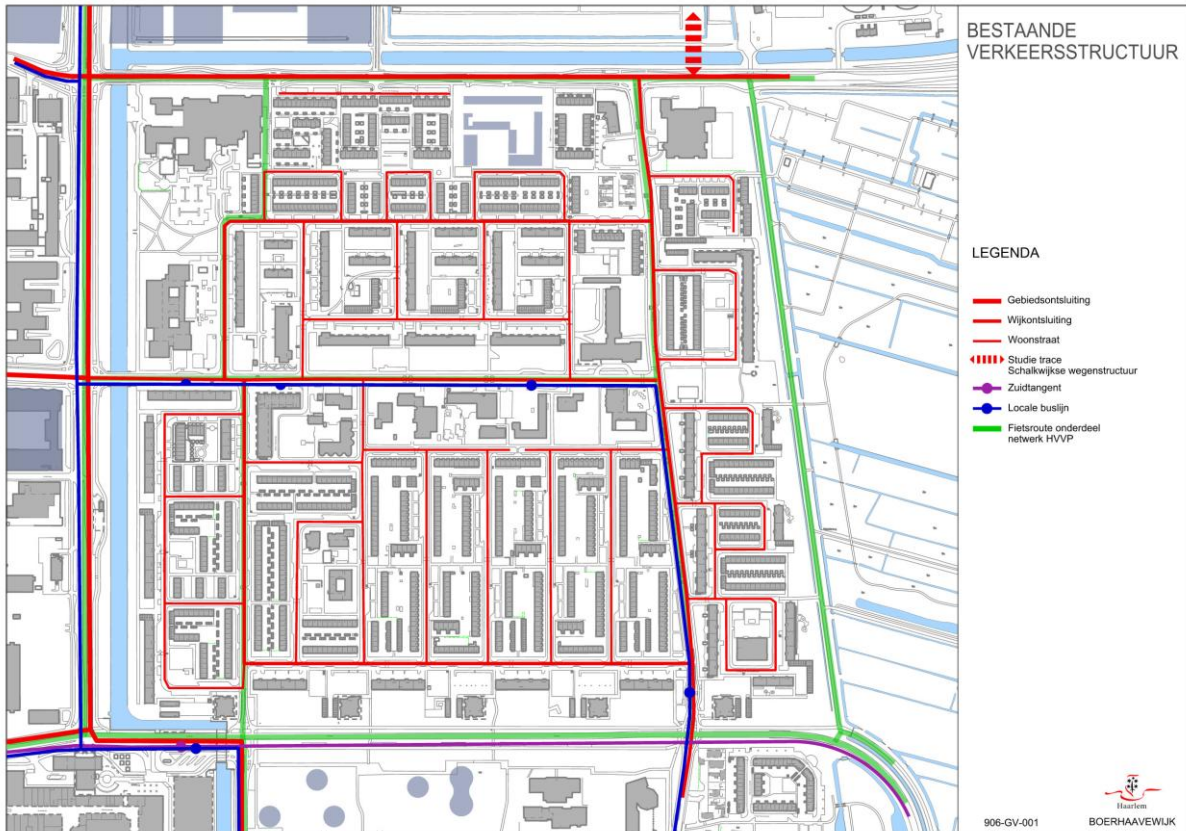 BESTAANDE
VERKEERSSTRUCTUUR
LEGENDA
Gebiedsontsluiting
Wijkontsluiting
Woonstraat
Studie trace
Schalkwijkse wegenstructuur
Zuidtangent
Locale buslijn
Fietsroute onderdeel
netwerk HVVP
Haarlem
906-GV-001
BOERHAAVEWIJK